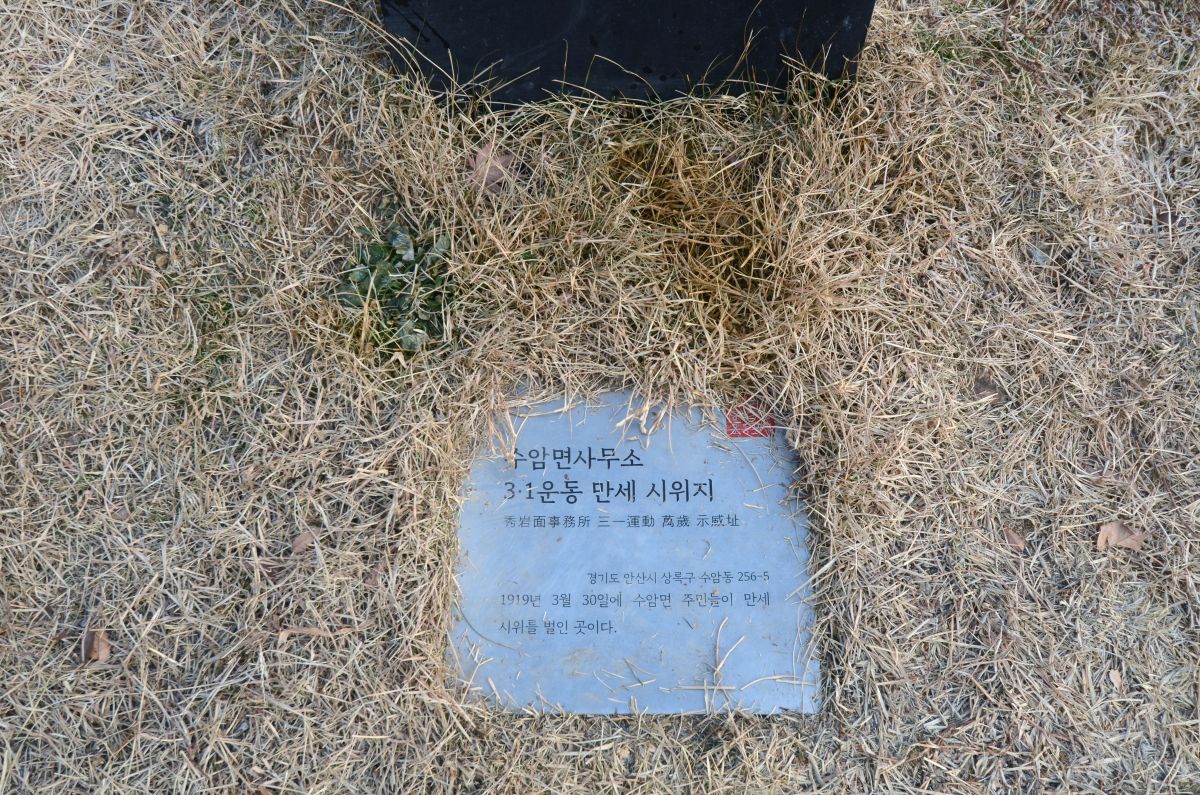 수암면사무소
3·1운동 만세 시위지
秀岩面事務所 三一運動 萬歲 示威址
경기도 안산시 상록구 수암동 256-5
1919년 3월 30일에 수암면 주민들이 만세
시위를 벌인 곳이다.